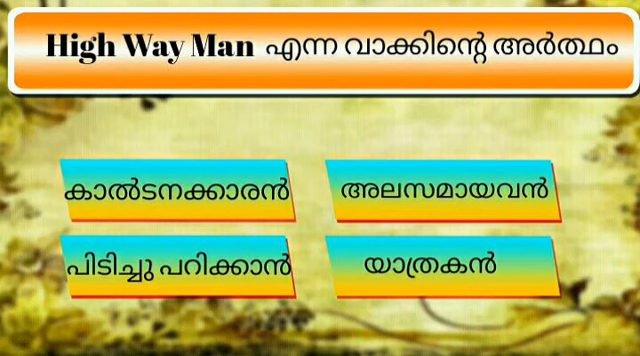 High Way Man എന്ന വാക്കിന്റെ അർത്ഥം
കാൽടനക്കാരൻ
അലസമായവൻ
പിടിച്ചു പറിക്കാൻ
യാത്രകൻ